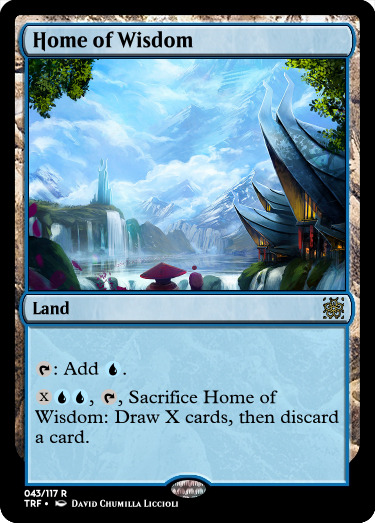 Home of Wisdom
Land
: Add .
X , , Sacrifice Home of
Wisdom: Draw X cards, then discard
a card.
043/117 R
TRF • David Chumilla Liccioli